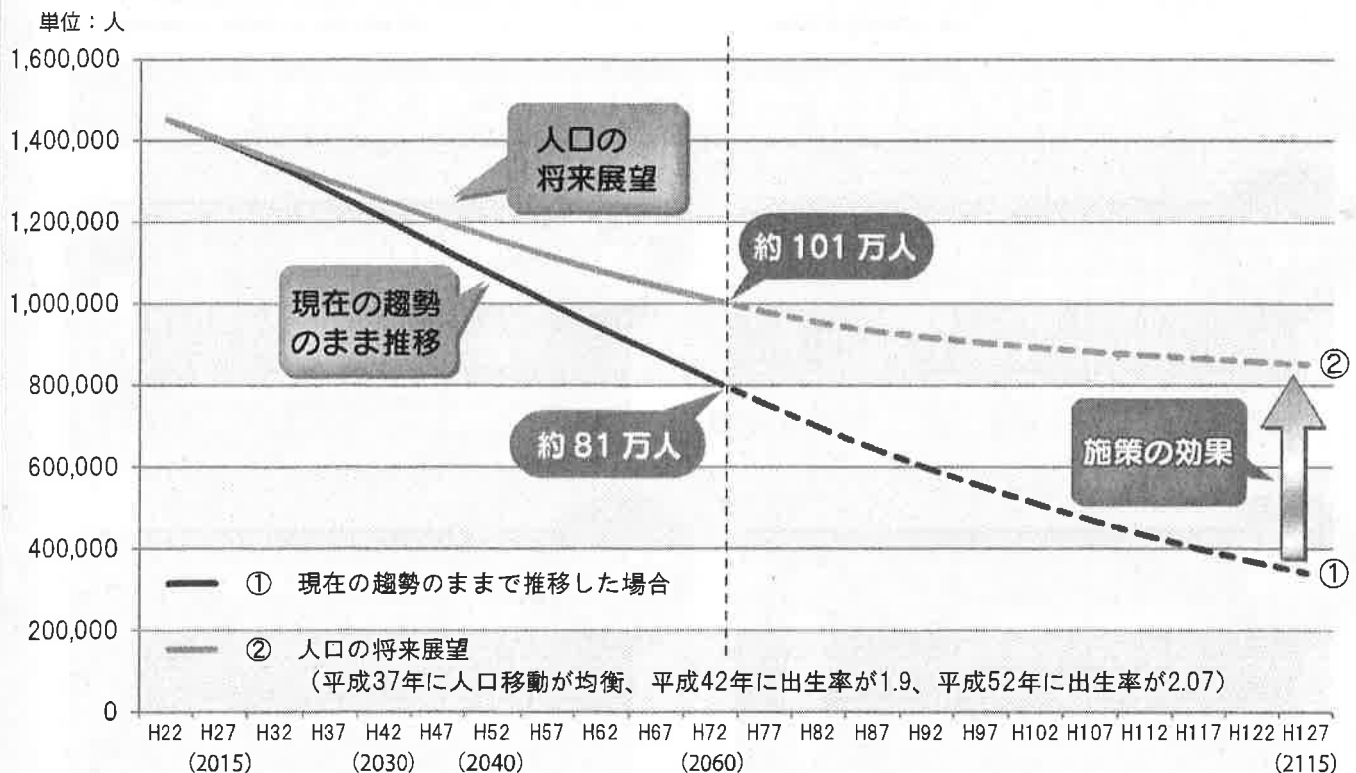 単位：人
1,600,000
1,400,000
1,200,000
1,000,000
800,000
600,000
400,000
200,000
0
人口の
将来展望
約 101 万人
現在の趨勢
のまま推移
約 81 万人
施策の効果
②
①
① 現在の趨勢のままで推移した場合
② 人口の将来展望
（平成37年に人口移動が均衡、平成42年に出生率が1.9、平成52年に出生率が2.07）
H22 H27 H32 H37 H42 H47 H52 H57 H62 H67 H72 H77 H82 H87 H92 H97 H102 H107 H112 H117 H122 H127
(2015) (2030) (2040) (2060) (2115)